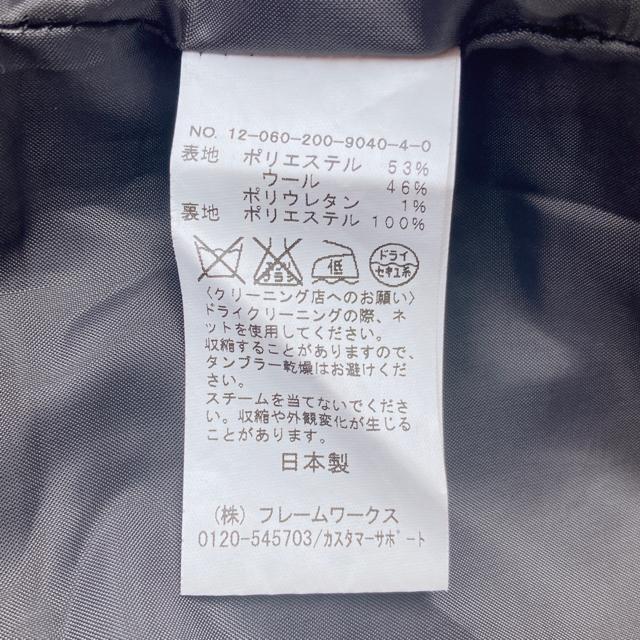 NO. 12-060-200-9040-4-0
表地 ポリエステル 53%
ウール 46%
ポリウレタン 1%
裏地 ポリエステル 100%
エンソ サラシ 低 ドライ セキユ系
〈クリーニング店へのお願い〉
ドライクリーニングの際、ネ
ットを使用してください。
収縮することがありますので、
タンブラー乾燥はお避けくだ
さい。
スチームを当てないでくださ
い。収縮や外観変化が生じる
ことがあります。
日本製
(株) フレームワークス
0120-545703/カスタマーサポート